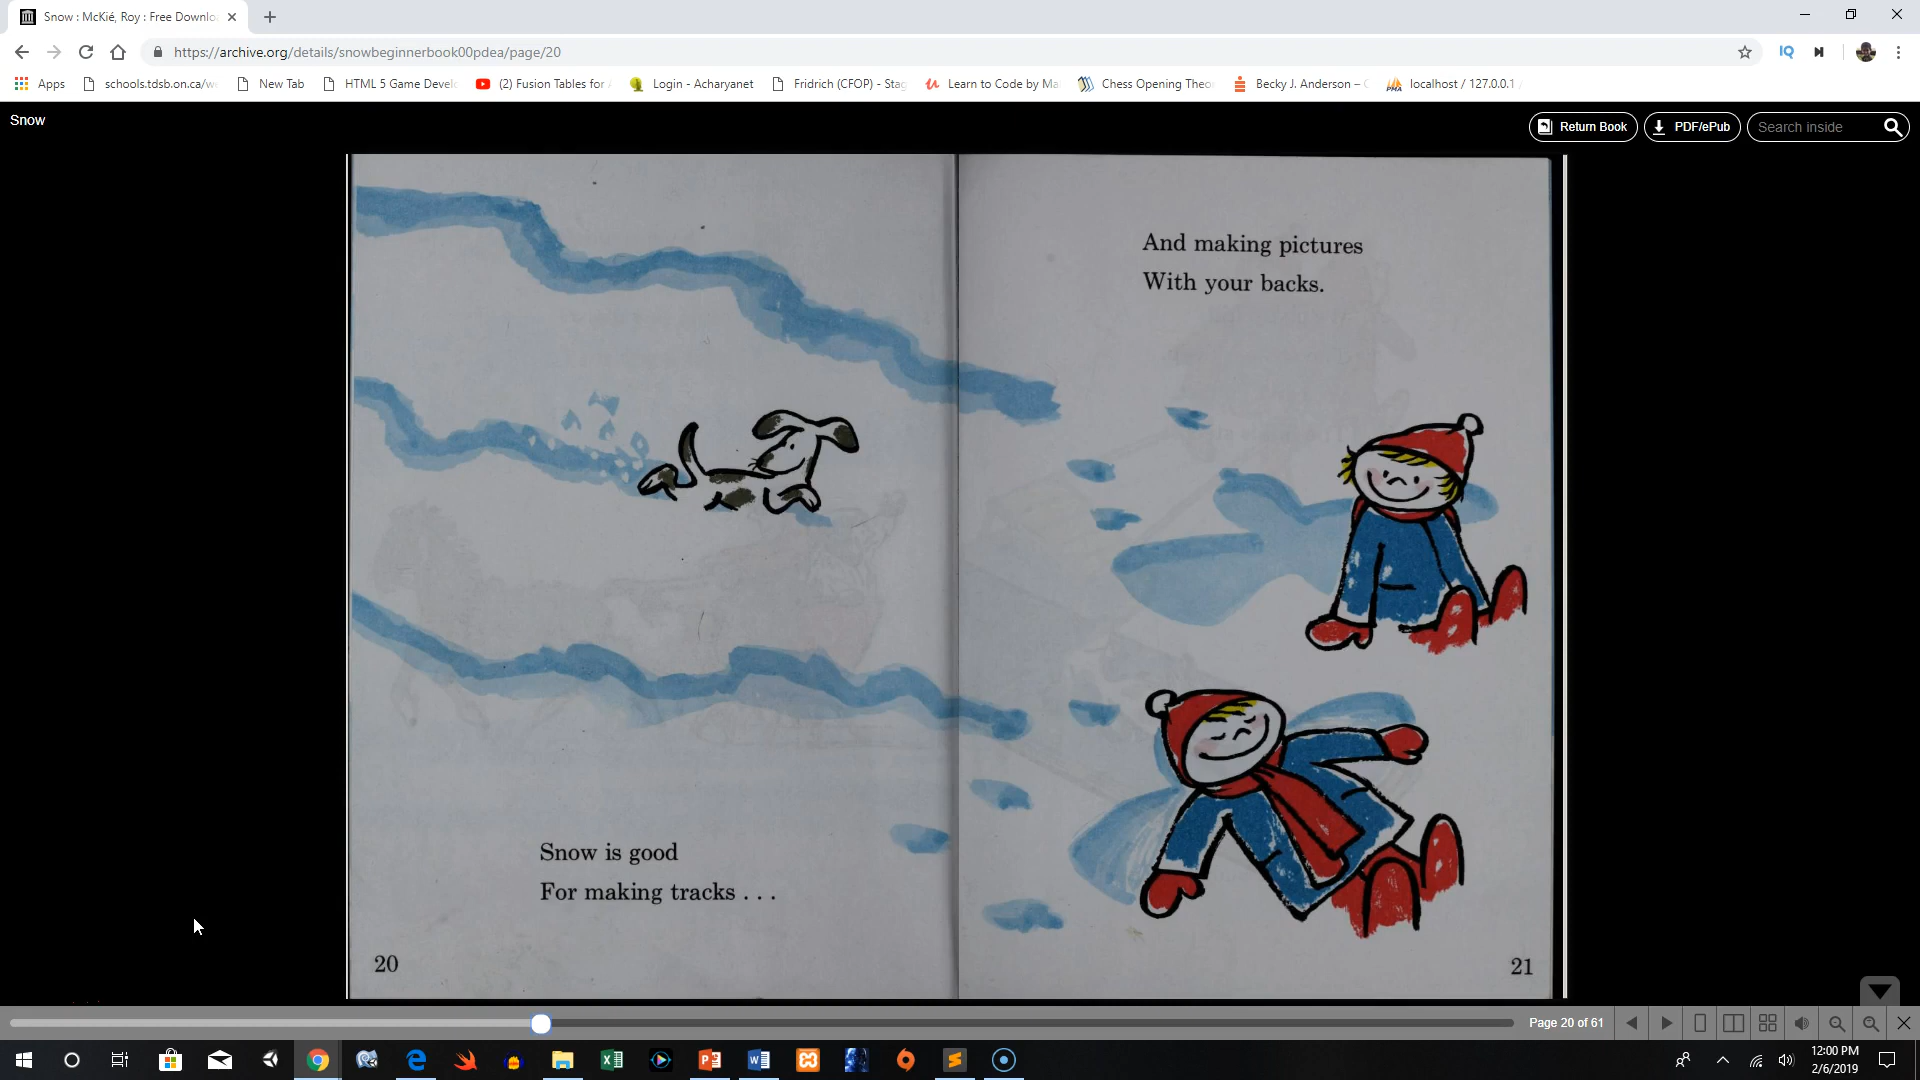 Snow : McKié, Roy : Free Downlo
https://archive.org/details/snowbeginnerbook00pdea/page/20
Apps
schools.tdsb.on.ca/w
New Tab
HTML 5 Game Devel
(2) Fusion Tables for
Login - Acharyanet
Fridrich (CFOP) - Stag
Learn to Code by Ma
Chess Opening Theo
Becky J. Anderson –
localhost / 127.0.0.1
Snow
Return Book
PDF/ePub
Search inside
Snow is good
For making tracks . . .
20
And making pictures
With your backs.
21
Page 20 of 61
12:00 PM
2/6/2019